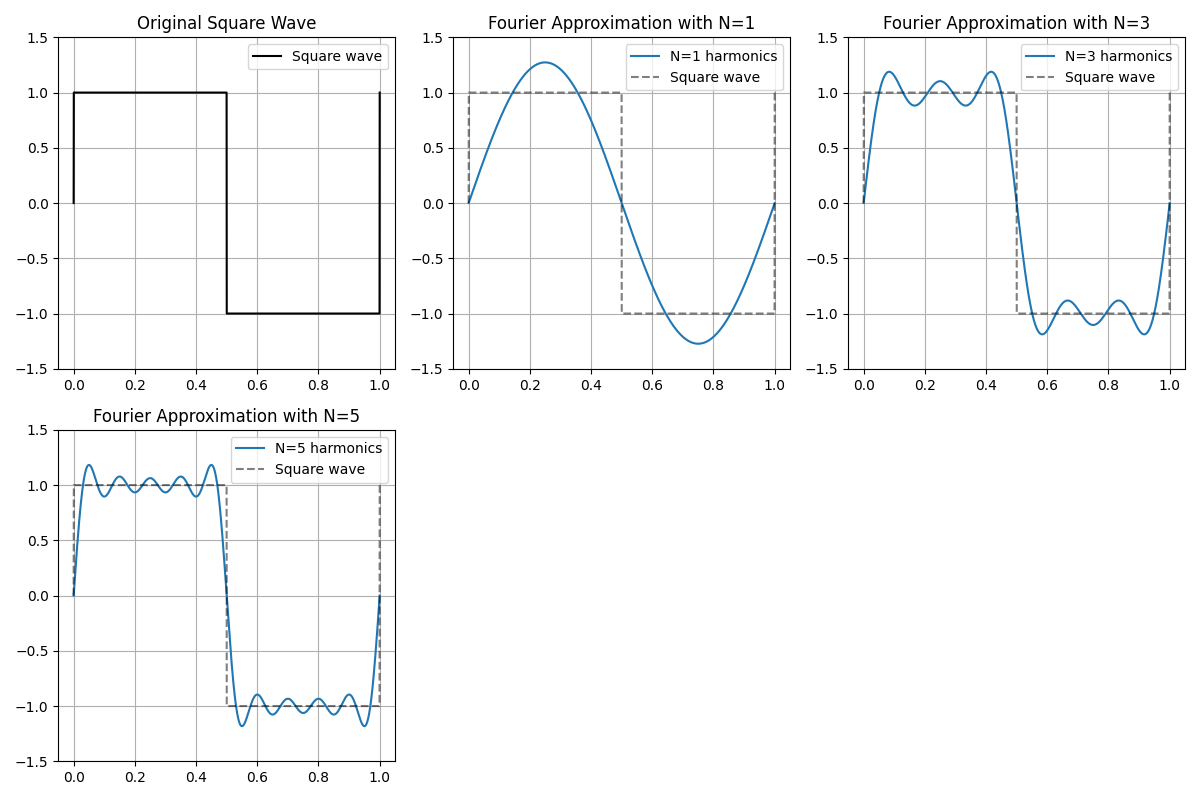 Original Square Wave
1.5
1.0
0.5
0.0
−0.5
−1.0
−1.5
0.0 0.2 0.4 0.6 0.8 1.0
Square wave
Fourier Approximation with N=1
1.5
1.0
0.5
0.0
−0.5
−1.0
−1.5
0.0 0.2 0.4 0.6 0.8 1.0
N=1 harmonics
Square wave
Fourier Approximation with N=3
1.5
1.0
0.5
0.0
−0.5
−1.0
−1.5
0.0 0.2 0.4 0.6 0.8 1.0
N=3 harmonics
Square wave
Fourier Approximation with N=5
1.5
1.0
0.5
0.0
−0.5
−1.0
−1.5
0.0 0.2 0.4 0.6 0.8 1.0
N=5 harmonics
Square wave